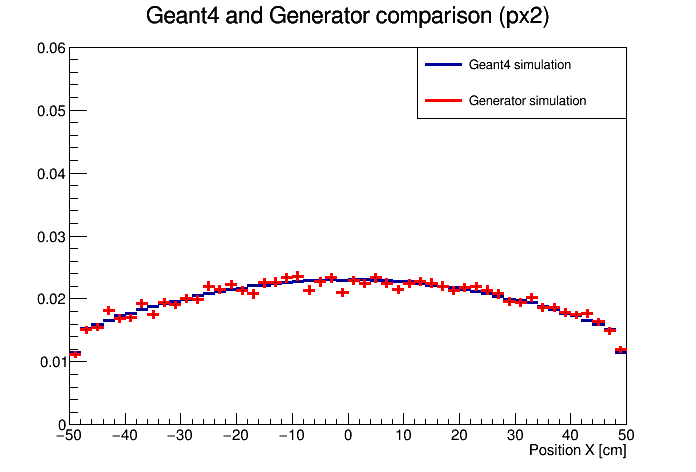 Geant4 and Generator comparison (px2)
0.06
Geant4 simulation
Generator simulation
0.05
0.04
0.03
0.02
0.01
0
−50 −40 −30 −20 −10 0 10 20 30 40 50
Position X [cm]